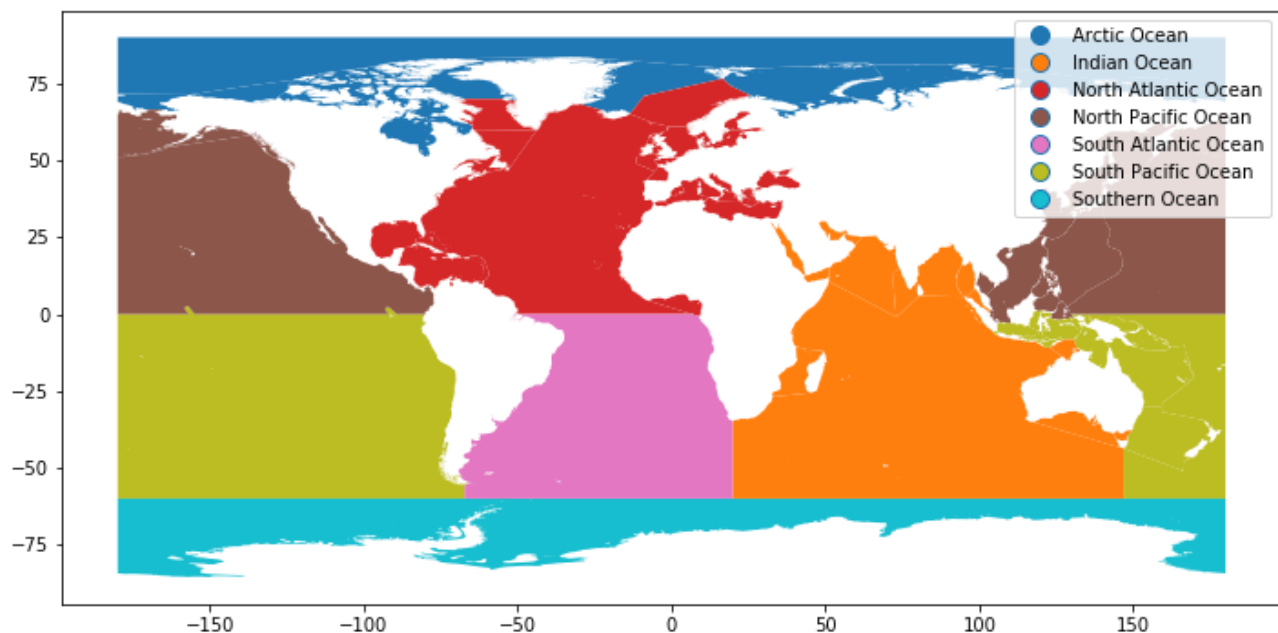 Arctic Ocean
Indian Ocean
North Atlantic Ocean
North Pacific Ocean
South Atlantic Ocean
South Pacific Ocean
Southern Ocean
75
50
25
0
−25
−50
−75
−150 −100 −50 0 50 100 150